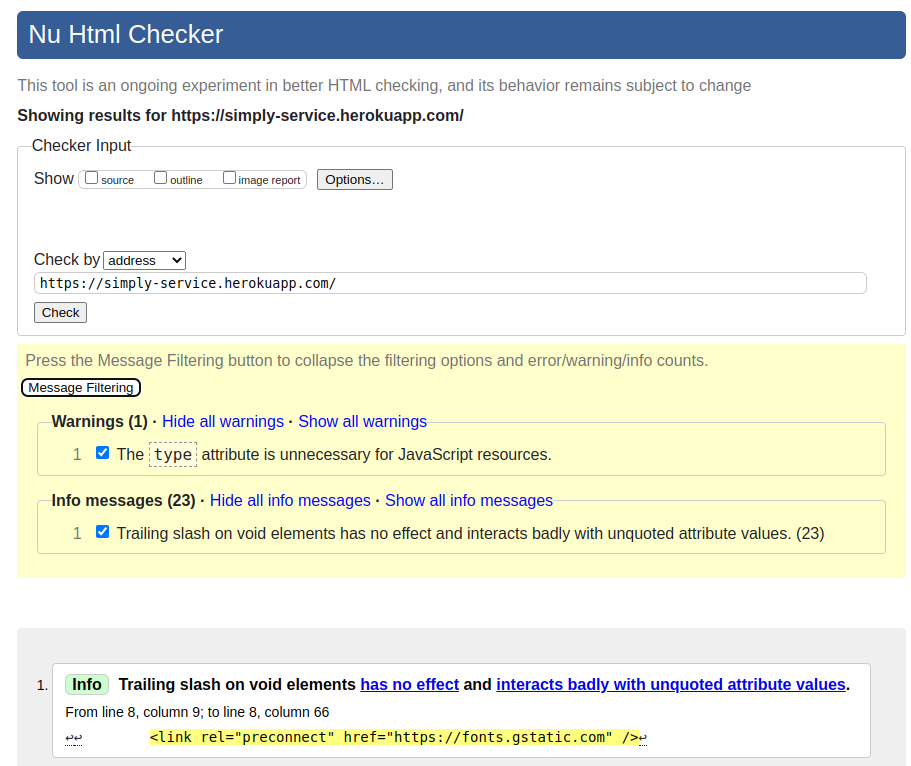 Nu Html Checker
This tool is an ongoing experiment in better HTML checking, and its behavior remains subject to change
Showing results for https://simply-service.herokuapp.com/
Checker Input
Show source outline image report Options…
Check by address
https://simply-service.herokuapp.com/
Check
Press the Message Filtering button to collapse the filtering options and error/warning/info counts.
Message Filtering
Warnings (1) · Hide all warnings · Show all warnings
1 The type attribute is unnecessary for JavaScript resources.
Info messages (23) · Hide all info messages · Show all info messages
1 Trailing slash on void elements has no effect and interacts badly with unquoted attribute values. (23)
1. Info Trailing slash on void elements has no effect and interacts badly with unquoted attribute values.
From line 8, column 9; to line 8, column 66
↩↩ <link rel="preconnect" href="https://fonts.gstatic.com" />↩